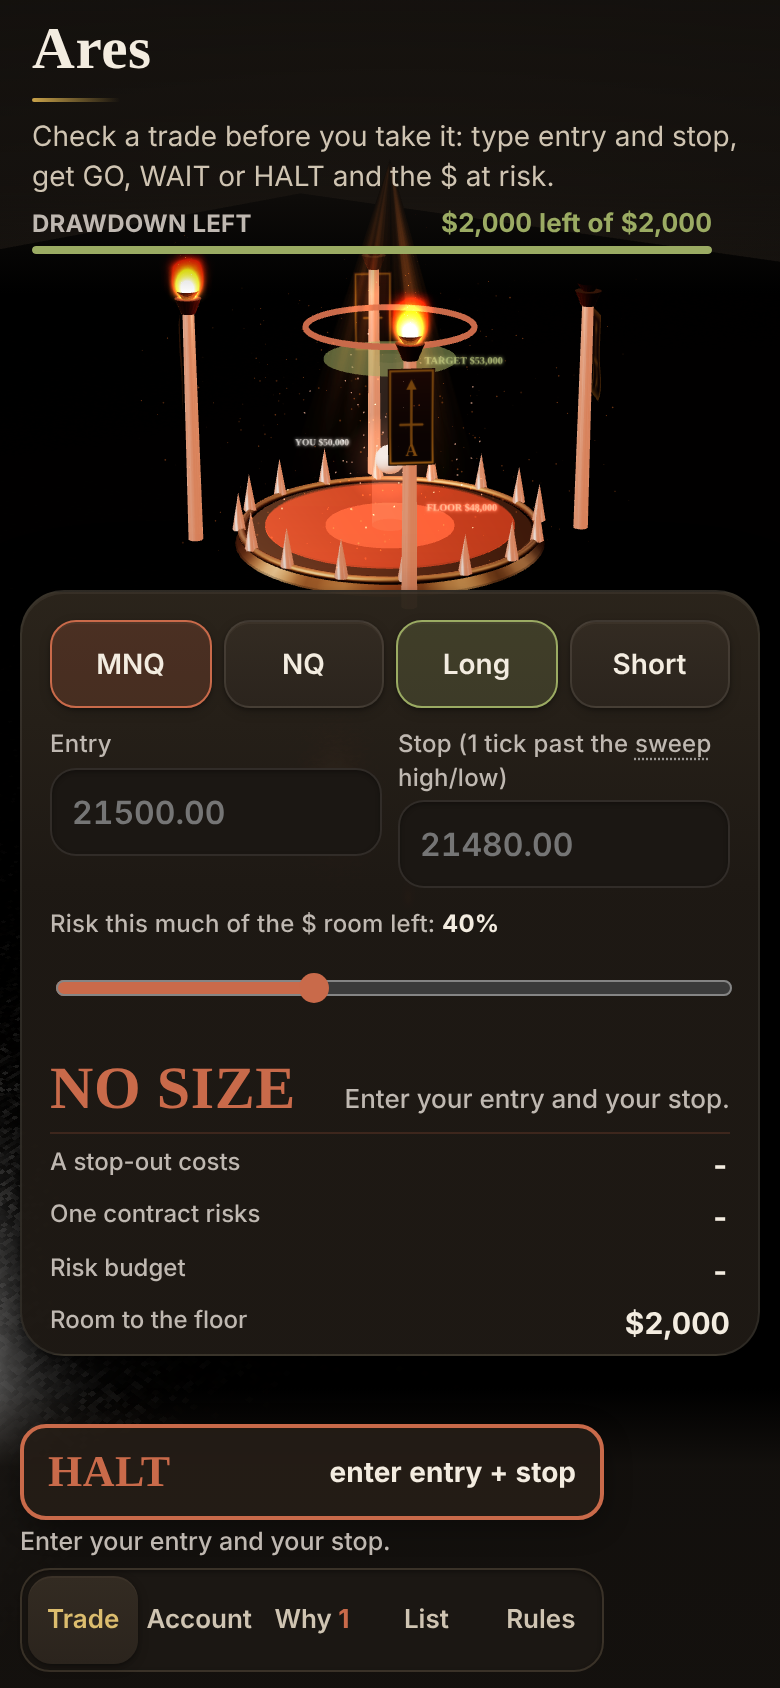 Ares
Check a trade before you take it: type entry and stop,
get GO, WAIT or HALT and the $ at risk.
DRAWDOWN LEFT $2,000 left of $2,000
TARGET $53,000
A
YOU $50,000
FLOOR $48,000
MNQ NQ Long Short
Entry
Stop (1 tick past the sweep
high/low)
21500.00
21480.00
Risk this much of the $ room left: 40%
NO SIZE Enter your entry and your stop.
A stop-out costs -
One contract risks -
Risk budget -
Room to the floor $2,000
HALT enter entry + stop
Enter your entry and your stop.
Trade Account Why 1 List Rules